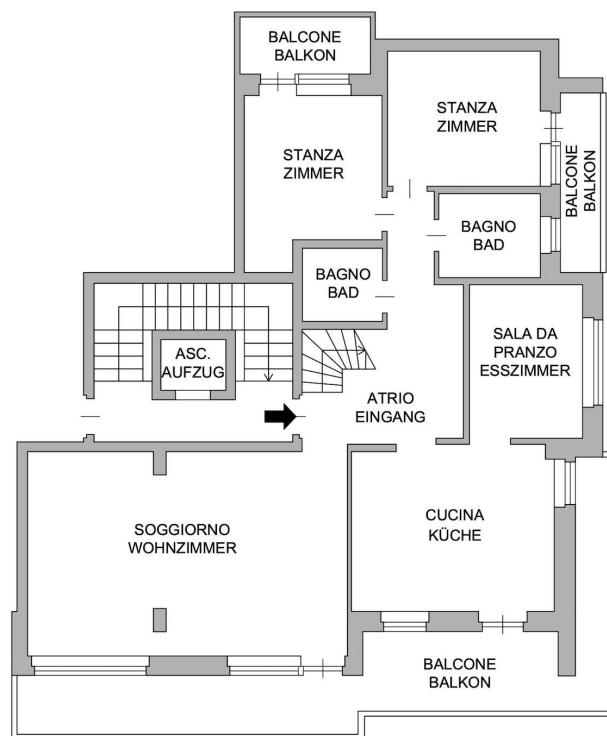 BALCONE
BALKON
STANZA
ZIMMER
STANZA
ZIMMER
BALCONE
BALKON
BAGNO
BAD
BAGNO
BAD
ASC.
AUFZUG
SALA DA
PRANZO
ESSZIMMER
ATRIO
EINGANG
SOGGIORNO
WOHNZIMMER
CUCINA
KÜCHE
BALCONE
BALKON